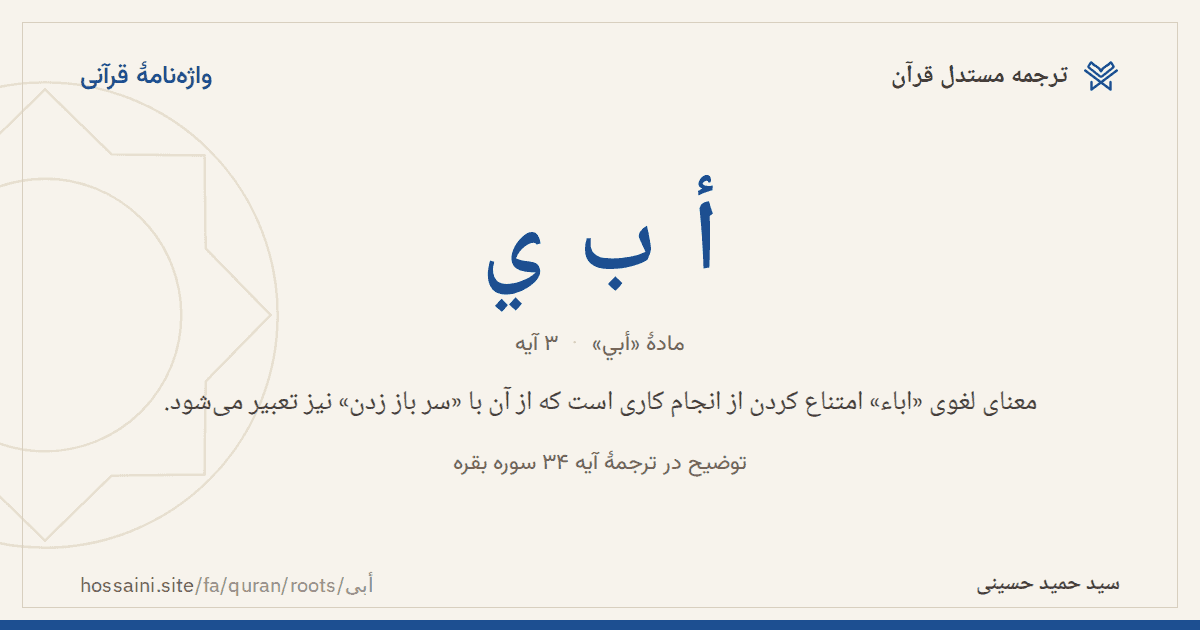 ترجمه مستدل قرآن
واژه‌نامهٔ قرآنی
أ ب ي
مادهٔ «أبي» · ۳ آیه
معنای لغوی «اباء» امتناع کردن از انجام کاری است که از آن با «سر باز زدن» نیز تعبیر می‌شود.
توضیح در ترجمهٔ آیه ۳۴ سوره بقره
سید حمید حسینی
hossaini.site/fa/quran/roots/أبی